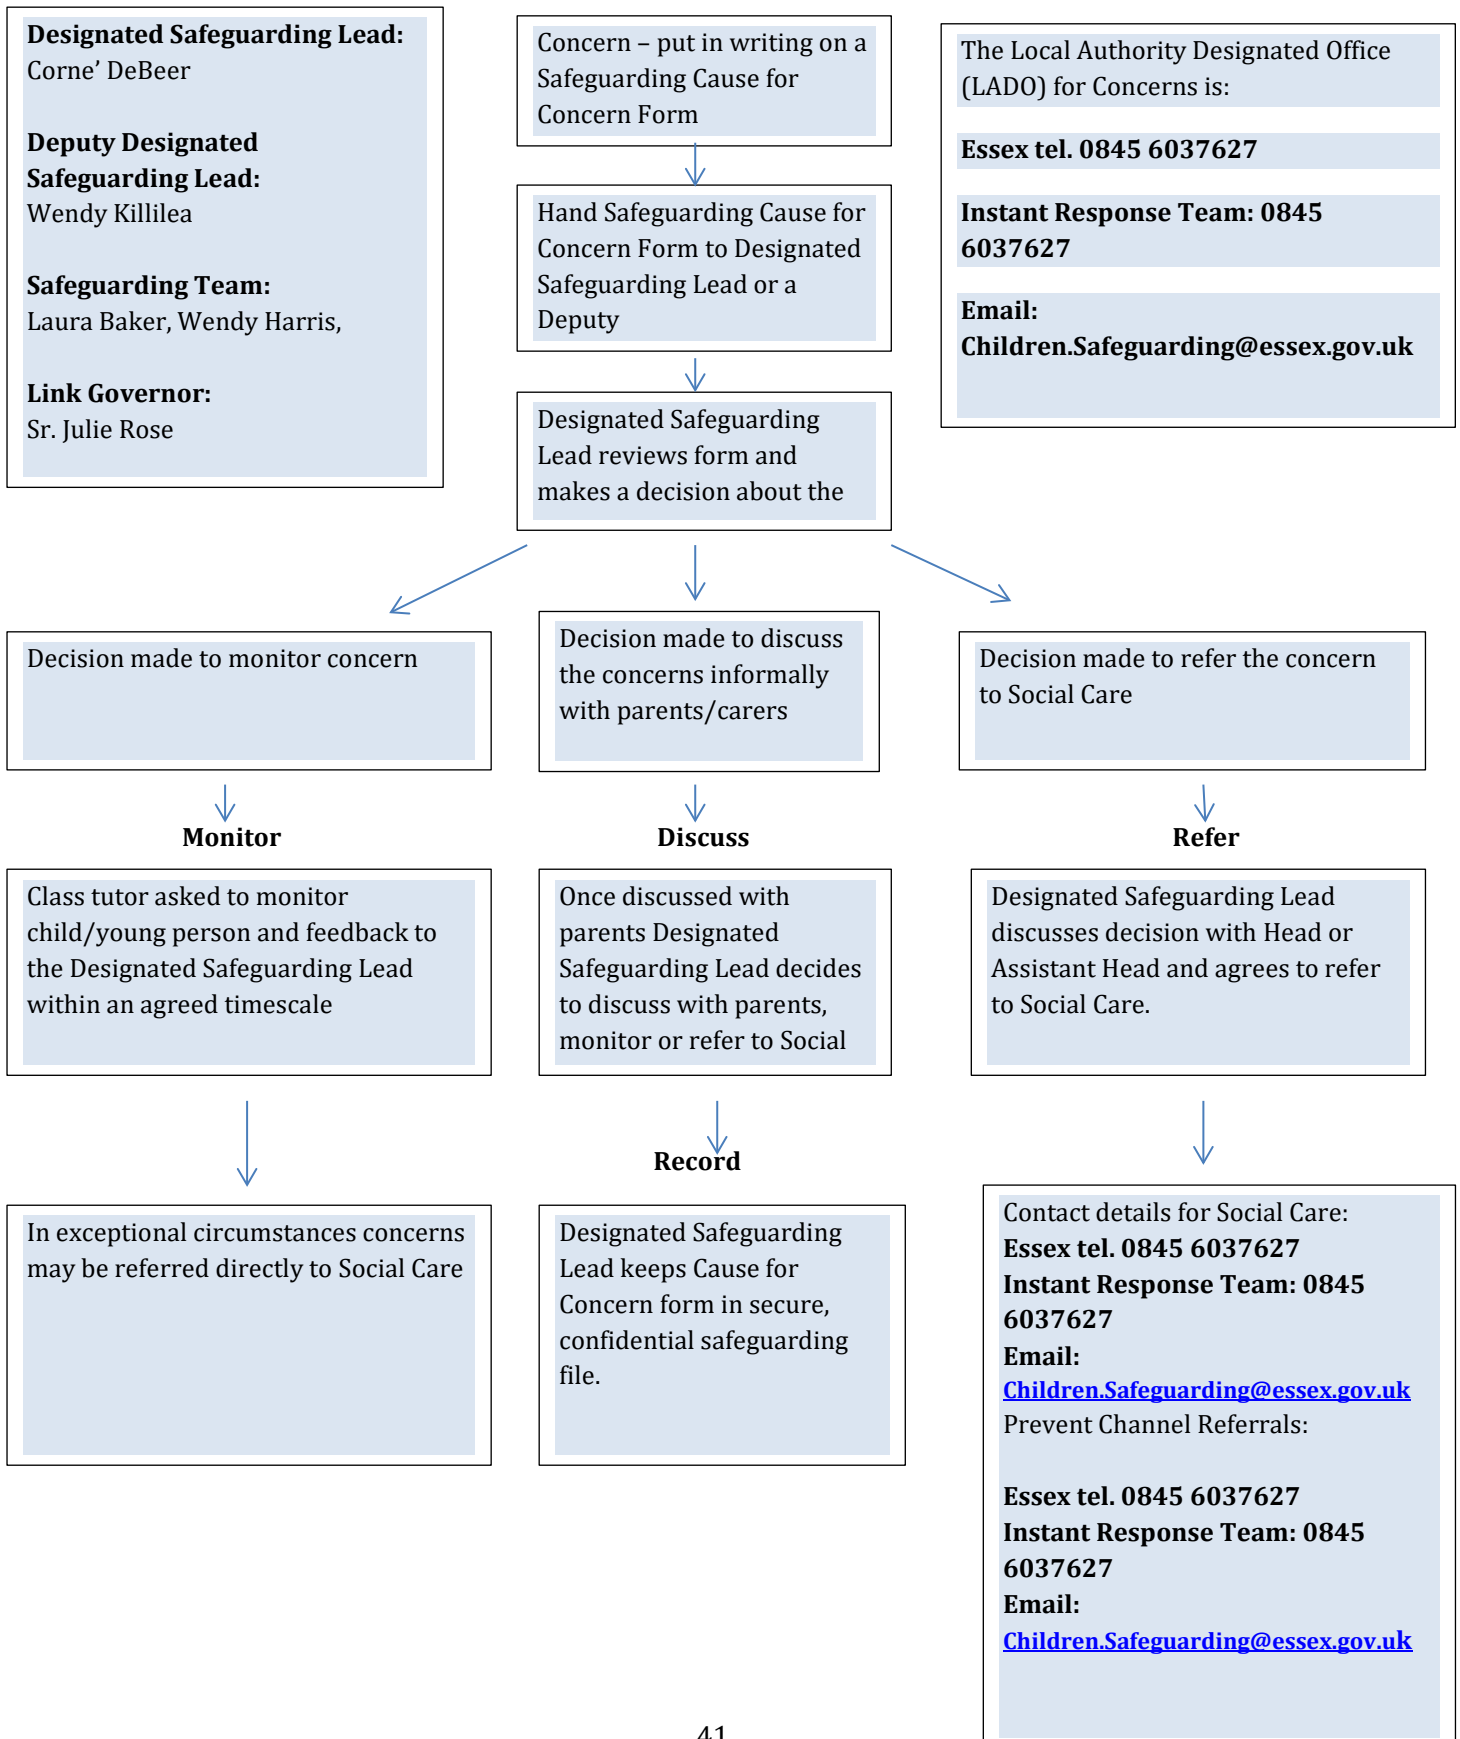 Designated Safeguarding Lead:
Corne’ DeBeer
Deputy Designated
Safeguarding Lead:
Wendy Killilea
Safeguarding Team:
Laura Baker, Wendy Harris,
Link Governor:
Sr. Julie Rose
Concern – put in writing on a
Safeguarding Cause for
Concern Form
Hand Safeguarding Cause for
Concern Form to Designated
Safeguarding Lead or a
Deputy
Designated Safeguarding
Lead reviews form and
makes a decision about the
The Local Authority Designated Office
(LADO) for Concerns is:
Essex tel. 0845 6037627
Instant Response Team: 0845
6037627
Email:
Children.Safeguarding@essex.gov.uk
Decision made to monitor concern
Decision made to discuss
the concerns informally
with parents/carers
Decision made to refer the concern
to Social Care
Monitor
Discuss
Refer
Class tutor asked to monitor
child/young person and feedback to
the Designated Safeguarding Lead
within an agreed timescale
Once discussed with
parents Designated
Safeguarding Lead decides
to discuss with parents,
monitor or refer to Social
Designated Safeguarding Lead
discusses decision with Head or
Assistant Head and agrees to refer
to Social Care.
Record
In exceptional circumstances concerns
may be referred directly to Social Care
Designated Safeguarding
Lead keeps Cause for
Concern form in secure,
confidential safeguarding
file.
Contact details for Social Care:
Essex tel. 0845 6037627
Instant Response Team: 0845
6037627
Email:
Children.Safeguarding@essex.gov.uk
Prevent Channel Referrals:
Essex tel. 0845 6037627
Instant Response Team: 0845
6037627
Email:
Children.Safeguarding@essex.gov.uk
41